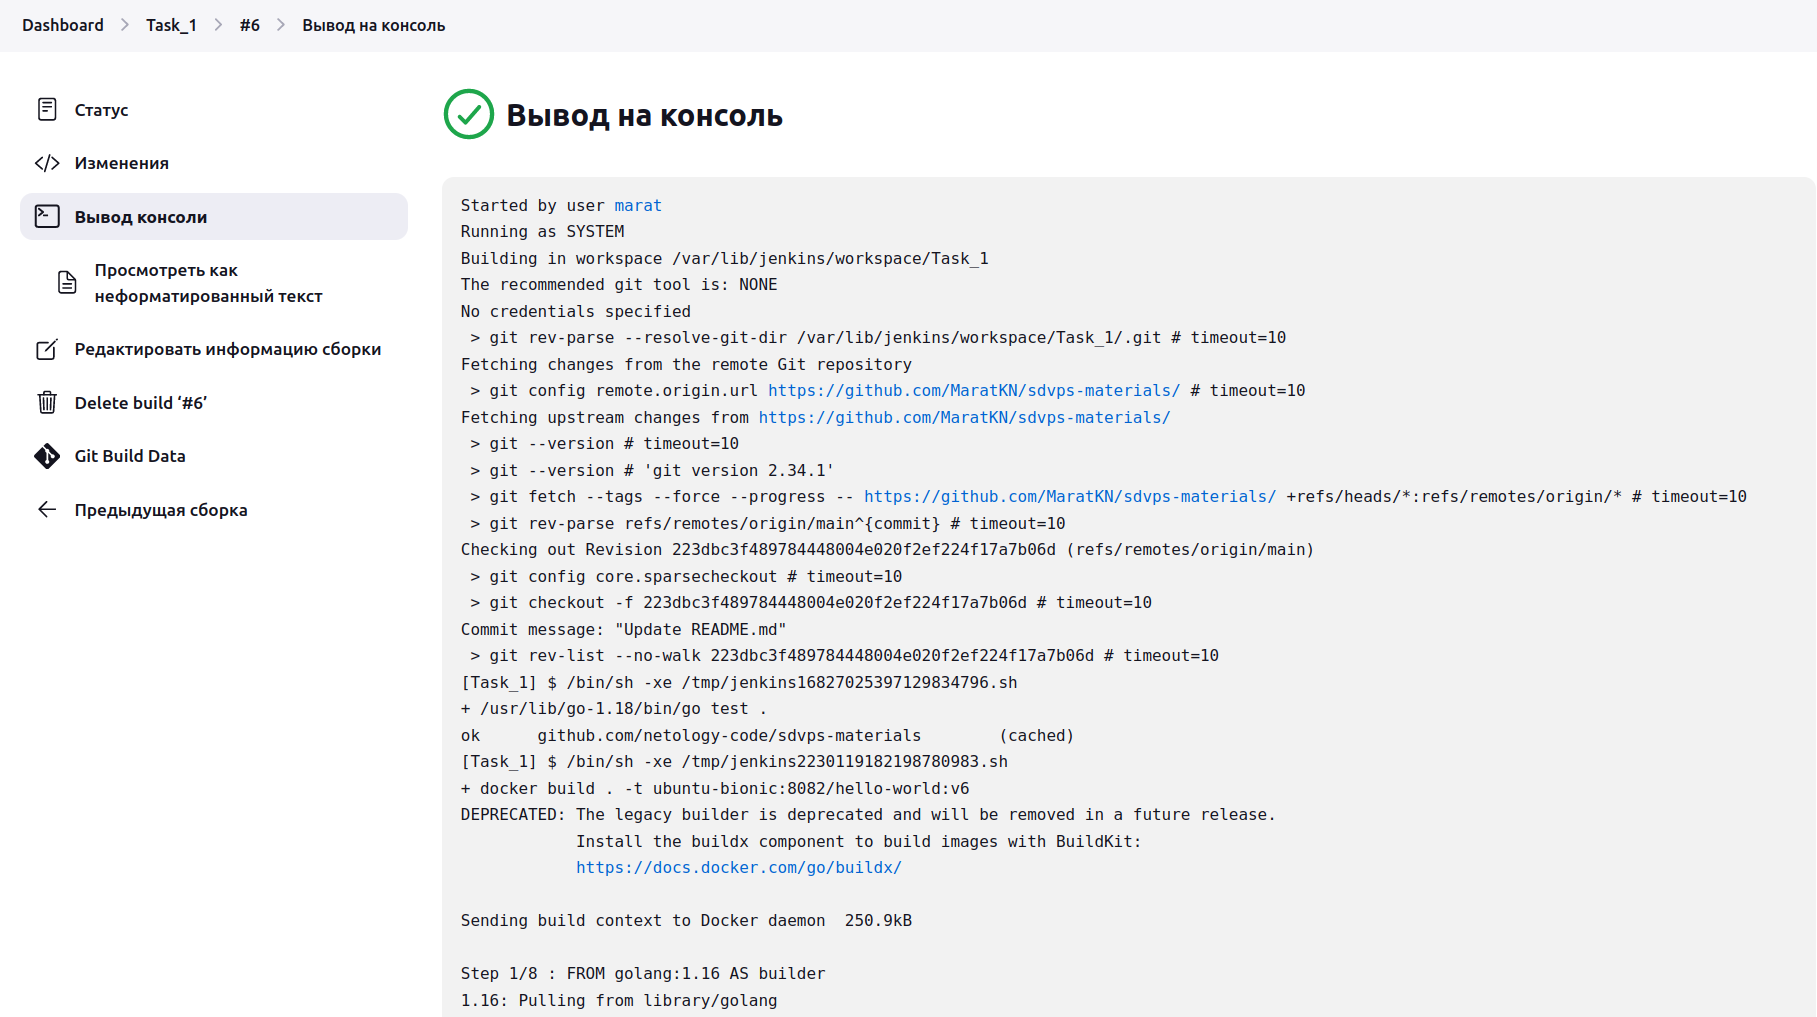 Dashboard > Task_1 > #6 > Вывод на консоль
Статус
Изменения
Вывод консоли
Просмотреть как
неформатированный текст
Редактировать информацию сборки
Delete build ‘#6’
Git Build Data
Предыдущая сборка
Вывод на консоль
Started by user marat
Running as SYSTEM
Building in workspace /var/lib/jenkins/workspace/Task_1
The recommended git tool is: NONE
No credentials specified
 > git rev-parse --resolve-git-dir /var/lib/jenkins/workspace/Task_1/.git # timeout=10
Fetching changes from the remote Git repository
 > git config remote.origin.url https://github.com/MaratKN/sdvps-materials/ # timeout=10
Fetching upstream changes from https://github.com/MaratKN/sdvps-materials/
 > git --version # timeout=10
 > git --version # 'git version 2.34.1'
 > git fetch --tags --force --progress -- https://github.com/MaratKN/sdvps-materials/ +refs/heads/*:refs/remotes/origin/* # timeout=10
 > git rev-parse refs/remotes/origin/main^{commit} # timeout=10
Checking out Revision 223dbc3f489784448004e020f2ef224f17a7b06d (refs/remotes/origin/main)
 > git config core.sparsecheckout # timeout=10
 > git checkout -f 223dbc3f489784448004e020f2ef224f17a7b06d # timeout=10
Commit message: "Update README.md"
 > git rev-list --no-walk 223dbc3f489784448004e020f2ef224f17a7b06d # timeout=10
[Task_1] $ /bin/sh -xe /tmp/jenkins16827025397129834796.sh
+ /usr/lib/go-1.18/bin/go test .
ok      github.com/netology-code/sdvps-materials        (cached)
[Task_1] $ /bin/sh -xe /tmp/jenkins2230119182198780983.sh
+ docker build . -t ubuntu-bionic:8082/hello-world:v6
DEPRECATED: The legacy builder is deprecated and will be removed in a future release.
            Install the buildx component to build images with BuildKit:
            https://docs.docker.com/go/buildx/
Sending build context to Docker daemon  250.9kB
Step 1/8 : FROM golang:1.16 AS builder
1.16: Pulling from library/golang